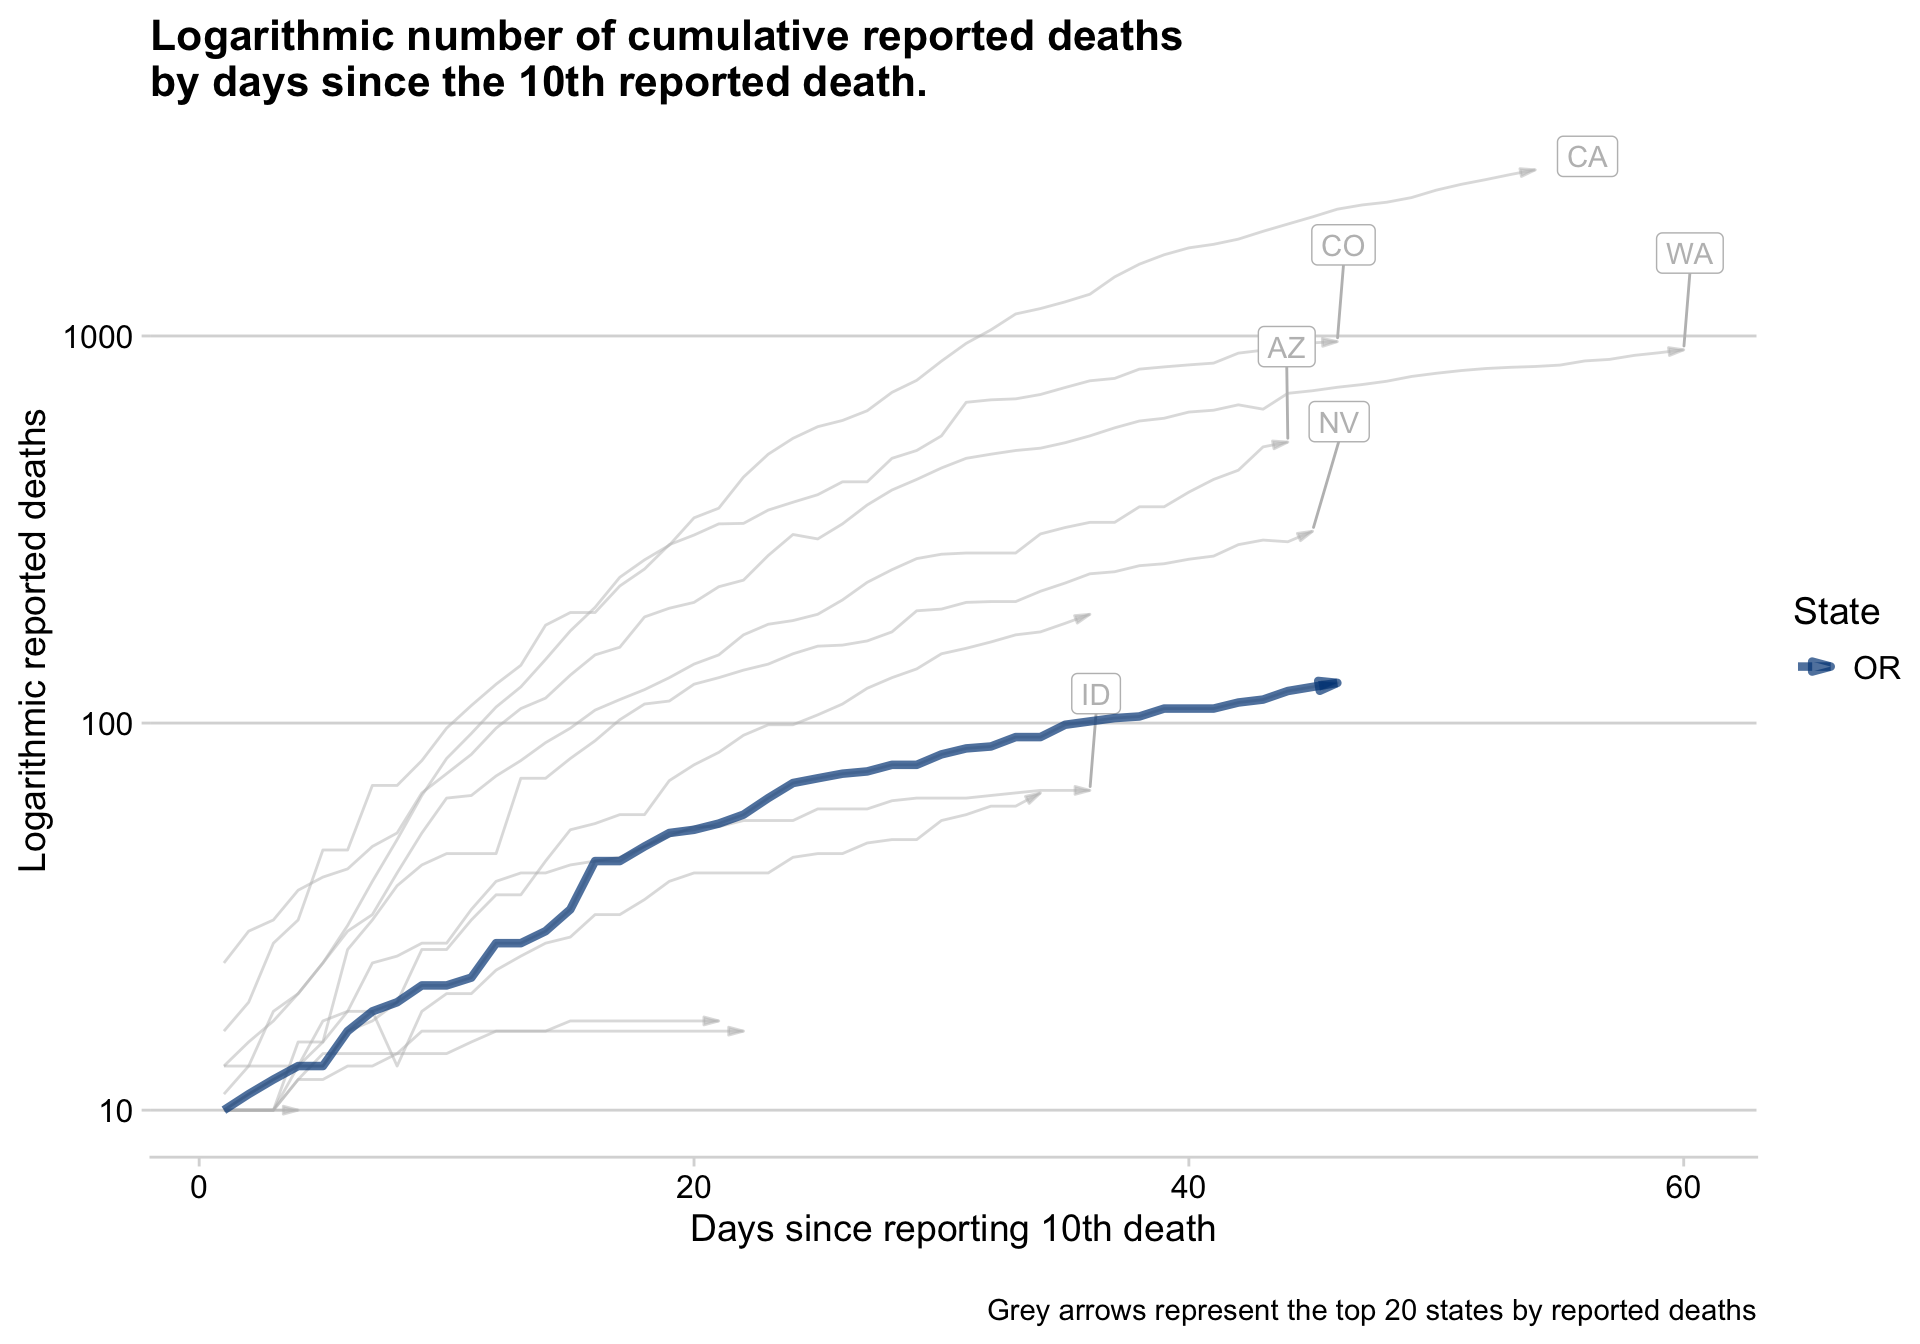 Logarithmic number of cumulative reported deaths
by days since the 10th reported death.
CA
CO
WA
1000
AZ
NV
Logarithmic reported deaths
State
OR
ID
100
10
0
20
40
60
Days since reporting 10th death
Grey arrows represent the top 20 states by reported deaths